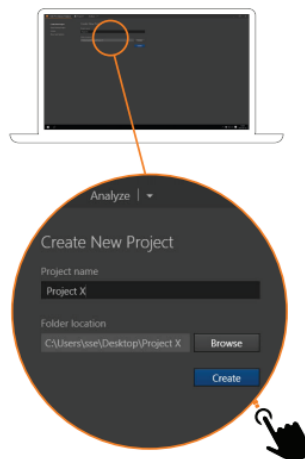 Analyze
Create New Project
Project name
Project X
Folder location
C:\Users\sse\Desktop\Project X
Browse
Create